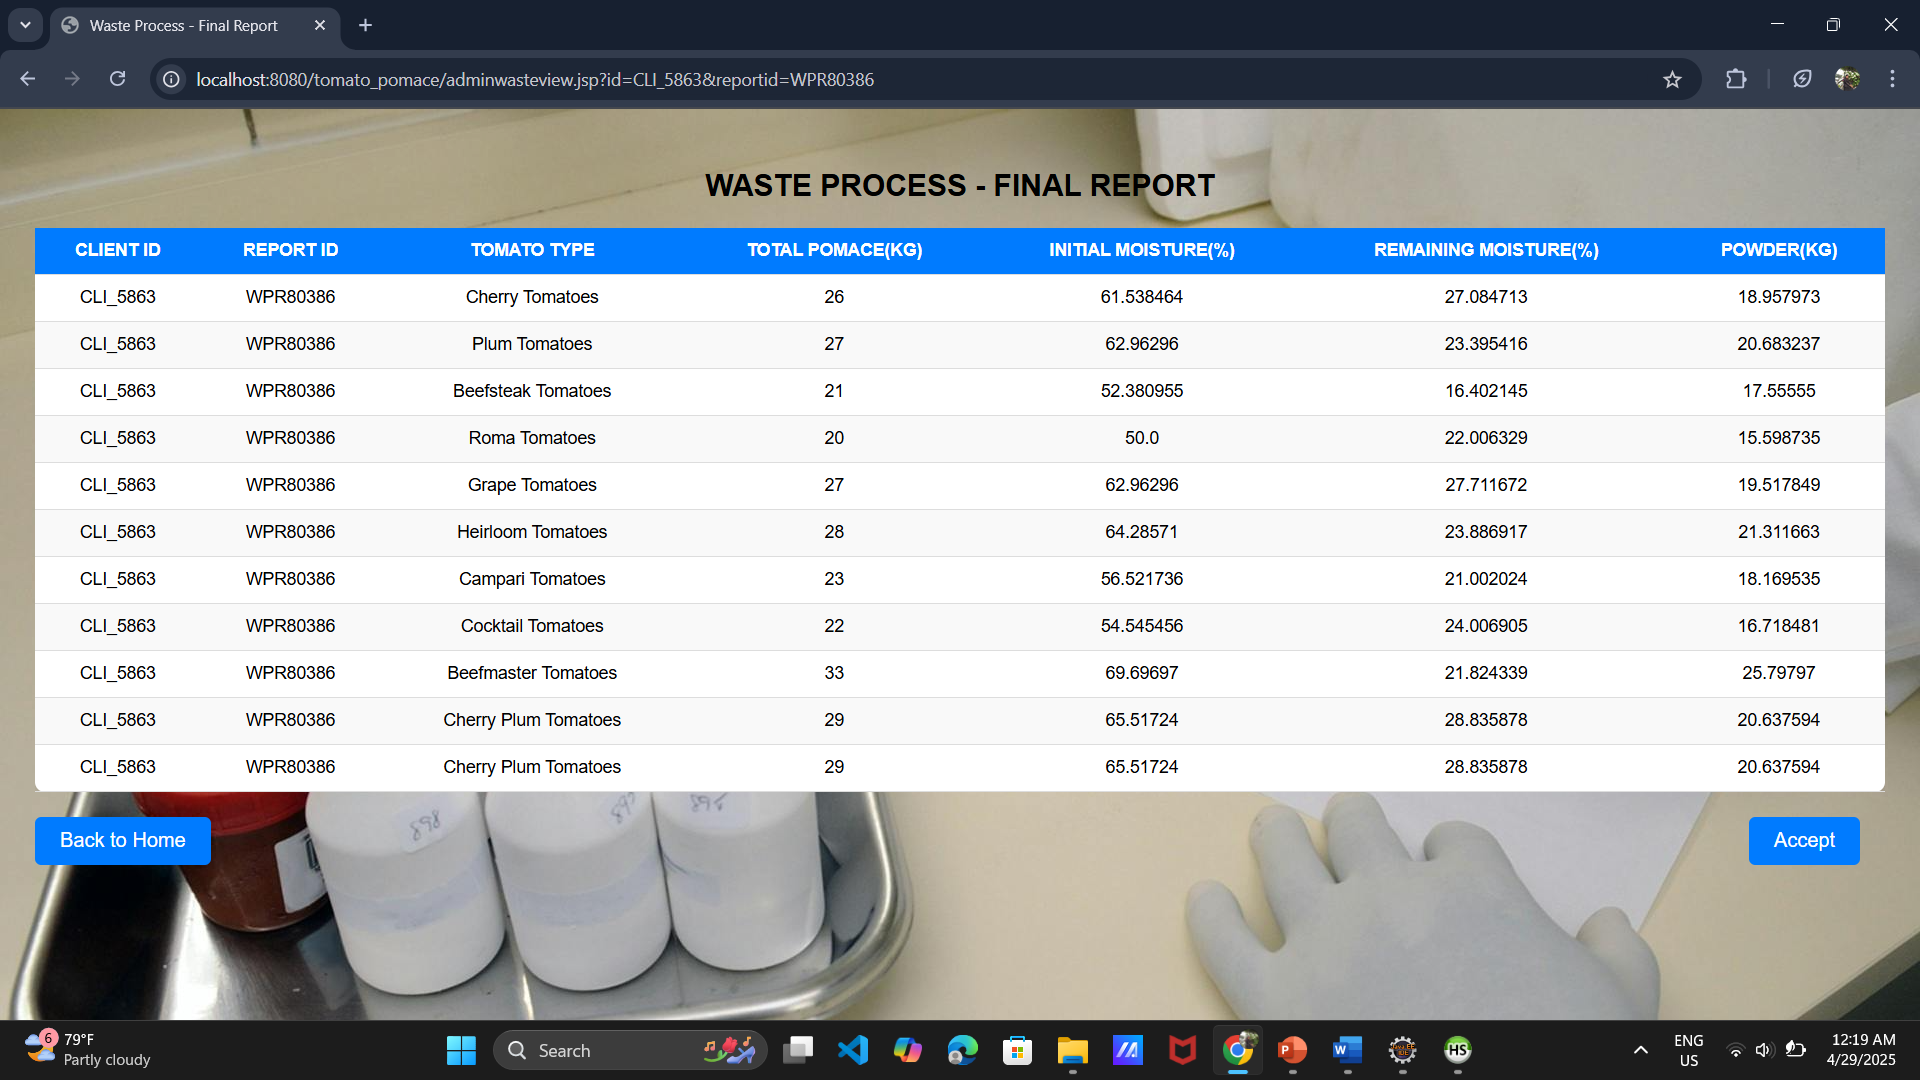 Waste Process - Final Report
localhost:8080/tomato_pomace/adminwasteview.jsp?id=CLI_5863&reportid=WPR80386
WASTE PROCESS - FINAL REPORT
CLIENT ID REPORT ID TOMATO TYPE TOTAL POMACE(KG) INITIAL MOISTURE(%) REMAINING MOISTURE(%) POWDER(KG)
CLI_5863 WPR80386 Cherry Tomatoes 26 61.538464 27.084713 18.957973
CLI_5863 WPR80386 Plum Tomatoes 27 62.96296 23.395416 20.683237
CLI_5863 WPR80386 Beefsteak Tomatoes 21 52.380955 16.402145 17.55555
CLI_5863 WPR80386 Roma Tomatoes 20 50.0 22.006329 15.598735
CLI_5863 WPR80386 Grape Tomatoes 27 62.96296 27.711672 19.517849
CLI_5863 WPR80386 Heirloom Tomatoes 28 64.28571 23.886917 21.311663
CLI_5863 WPR80386 Campari Tomatoes 23 56.521736 21.002024 18.169535
CLI_5863 WPR80386 Cocktail Tomatoes 22 54.545456 24.006905 16.718481
CLI_5863 WPR80386 Beefmaster Tomatoes 33 69.69697 21.824339 25.79797
CLI_5863 WPR80386 Cherry Plum Tomatoes 29 65.51724 28.835878 20.637594
CLI_5863 WPR80386 Cherry Plum Tomatoes 29 65.51724 28.835878 20.637594
Back to Home Accept
6 79°F
Partly cloudy
Search
P W HS
ENG
US
12:19 AM
4/29/2025